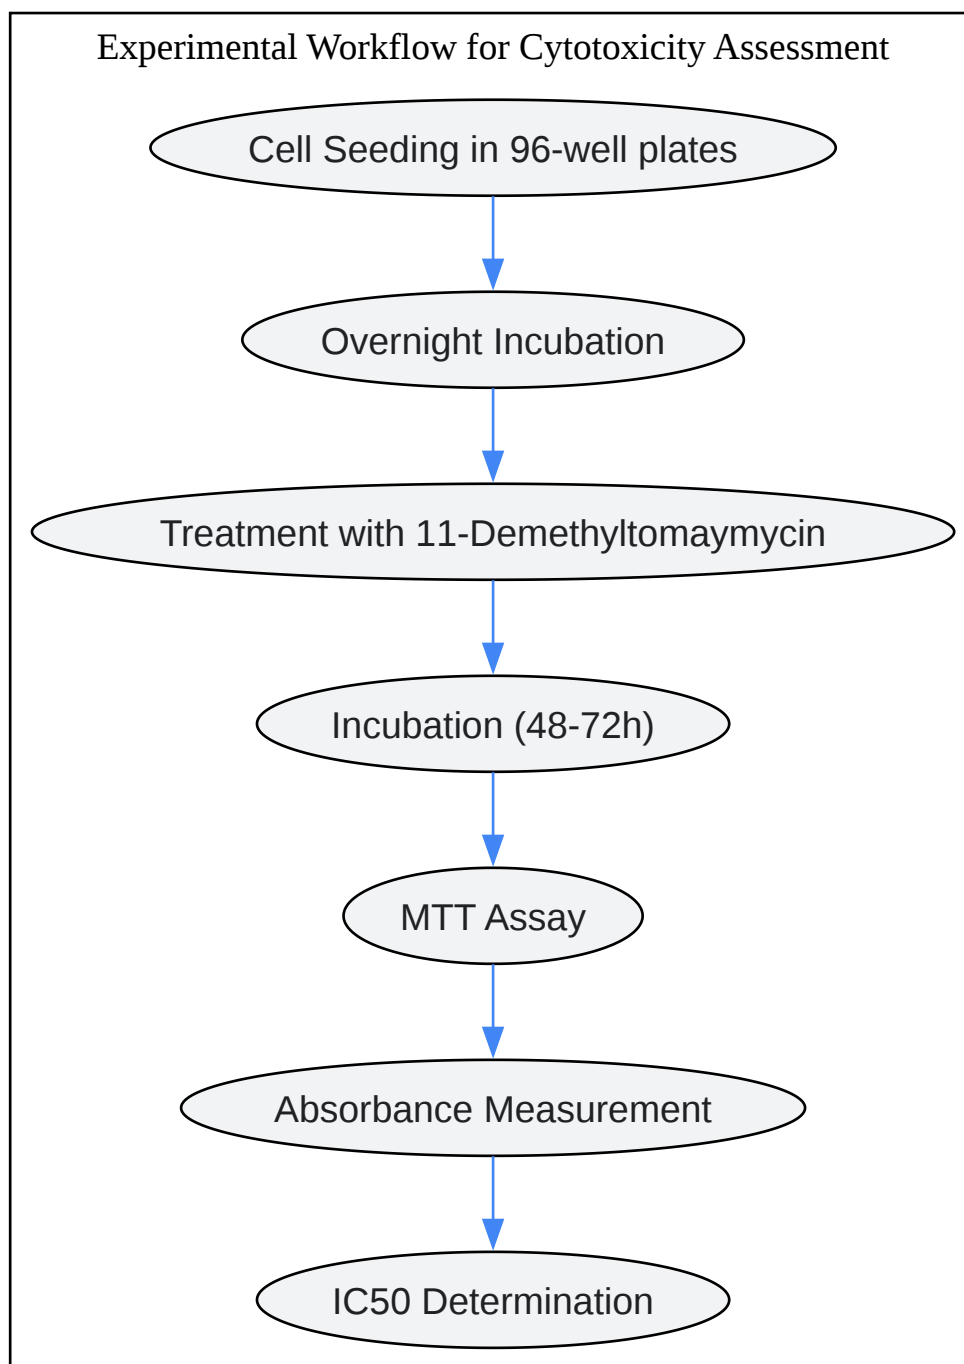 Experimental Workflow for Cytotoxicity Assessment
Cell Seeding in 96-well plates
Overnight Incubation
Treatment with 11-Demethyltomaymycin
Incubation (48-72h)
MTT Assay
Absorbance Measurement
IC50 Determination